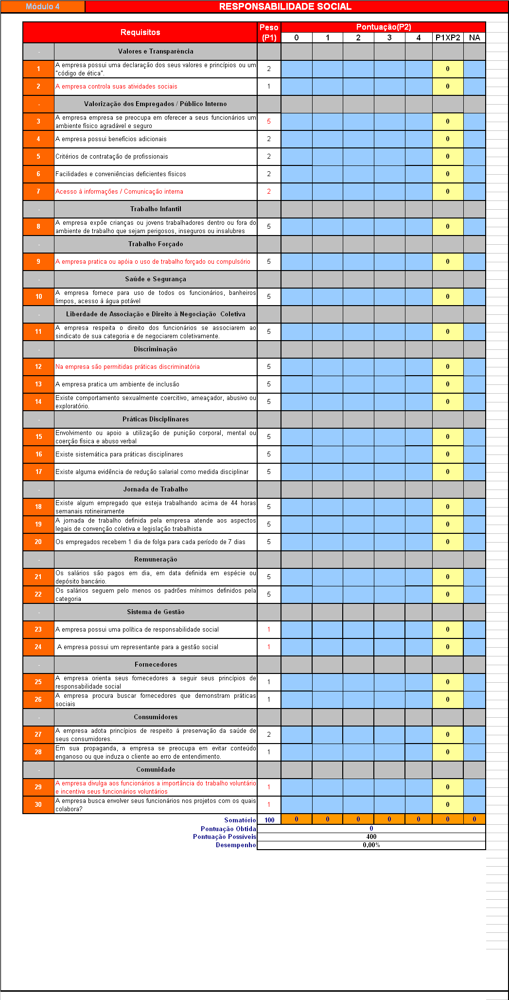 Módulo 4
RESPONSABILIDADE SOCIAL
Requisitos
Peso (P1)
Pontuação(P2)
0 1 2 3 4 P1XP2 NA
- Valores e Transparência
1 A empresa possui uma declaração dos seus valores e princípios ou um 2 0
"código de ética".
2 A empresa controla suas atividades sociais 1 0
- Valorização dos Empregados / Público Interno
3 A empresa empresa se preocupa em oferecer a seus funcionários um 5 0
ambiente físico agradável e seguro
4 A empresa possui benefícios adicionais 2 0
5 Critérios de contratação de profissionais 2 0
6 Facilidades e conveniências deficientes físicos 2 0
7 Acesso à informações / Comunicação interna 2 0
- Trabalho Infantil
8 A empresa expõe crianças ou jovens trabalhadores dentro ou fora do 5 0
ambiente de trabalho que sejam perigosos, inseguros ou insalubres
- Trabalho Forçado
9 A empresa pratica ou apóia o uso de trabalho forçado ou compulsório 5 0
- Saúde e Segurança
10 A empresa fornece para uso de todos os funcionários, banheiros 5 0
limpos, acesso à água potável
- Liberdade de Associação e Direito à Negociação Coletiva
11 A empresa respeita o direito dos funcionários se associarem ao 5 0
sindicato de sua categoria e de negociarem coletivamente.
- Discriminação
12 Na empresa são permitidas práticas discriminatória 5 0
13 A empresa pratica um ambiente de inclusão 5 0
14 Existe comportamento sexualmente coercitivo, ameaçador, abusivo ou 5 0
exploratório.
- Práticas Disciplinares
15 Envolvimento ou apoio a utilização de punição corporal, mental ou 5 0
coerção física e abuso verbal
16 Existe sistemática para práticas disciplinares 5 0
17 Existe alguma evidência de redução salarial como medida disciplinar 5 0
- Jornada de Trabalho
18 Existe algum empregado que esteja trabalhando acima de 44 horas 5 0
semanais rotineiramente
19 A jornada de trabalho definida pela empresa atende aos aspectos 5 0
legais de convenção coletiva e legislação trabalhista
20 Os empregados recebem 1 dia de folga para cada período de 7 dias 5 0
- Remuneração
21 Os salários são pagos em dia, em data definida em espécie ou 5 0
depósito bancário.
22 Os salários seguem pelo menos os padrões mínimos definidos pela 5 0
categoria
- Sistema de Gestão
23 A empresa possui uma política de responsabilidade social 1 0
24 A empresa possui um representante para a gestão social 1 0
- Fornecedores
25 A empresa orienta seus fornecedores a seguir seus princípios de 1 0
responsabilidade social
26 A empresa procura buscar fornecedores que demonstram práticas 1 0
sociais
- Consumidores
27 A empresa adota princípios de respeito à preservação da saúde de 2 0
seus consumidores.
28 Em sua propaganda, a empresa se preocupa em evitar conteúdo 1 0
enganoso ou que induza o cliente ao erro de entendimento.
- Comunidade
29 A empresa divulga aos funcionários a importância do trabalho voluntário 1 0
e incentiva seus funcionários voluntários
30 A empresa busca envolver seus funcionários nos projetos com os quais 1 0
colabora?
Somatório 100 0 0 0 0 0 0 0
Pontuação Obtida 0
Pontuação Possíveis 400
Desempenho 0,00%